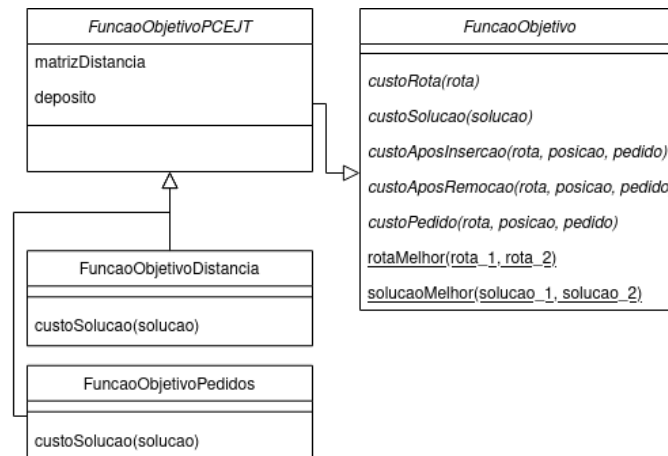 FuncaoObjetivoPCEJT
matrizDistancia
deposito
FuncaoObjetivo
custoRota(rota)
custoSolucao(solucao)
custoAposInsercao(rota, posicao, pedido)
custoAposRemocao(rota, posicao, pedido
custoPedido(rota, posicao, pedido)
rotaMelhor(rota_1, rota_2)
solucaoMelhor(solucao_1, solucao_2)
FuncaoObjetivoDistancia
custoSolucao(solucao)
FuncaoObjetivoPedidos
custoSolucao(solucao)